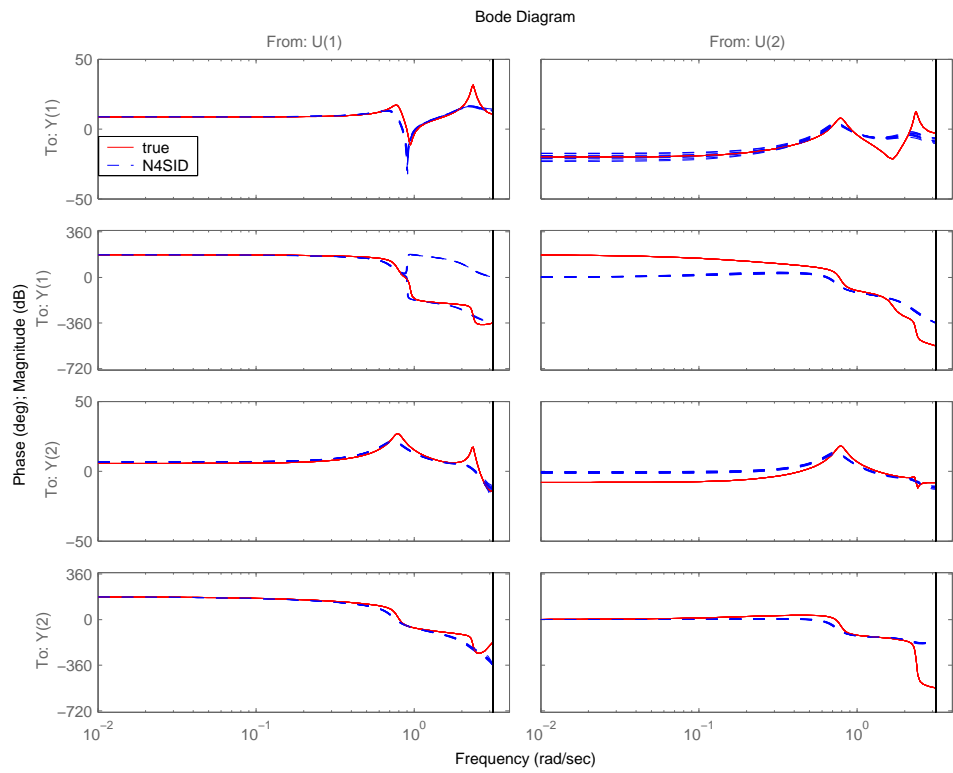 Bode Diagram
From: U(1)
From: U(2)
50
0
−50
To: Y(1)
true
N4SID
360
0
−360
−720
To: Y(1)
50
0
−50
To: Y(2)
360
0
−360
−720
To: Y(2)
Phase (deg); Magnitude (dB)
10^−2
10^−1
10^0
10^−2
10^−1
10^0
Frequency (rad/sec)